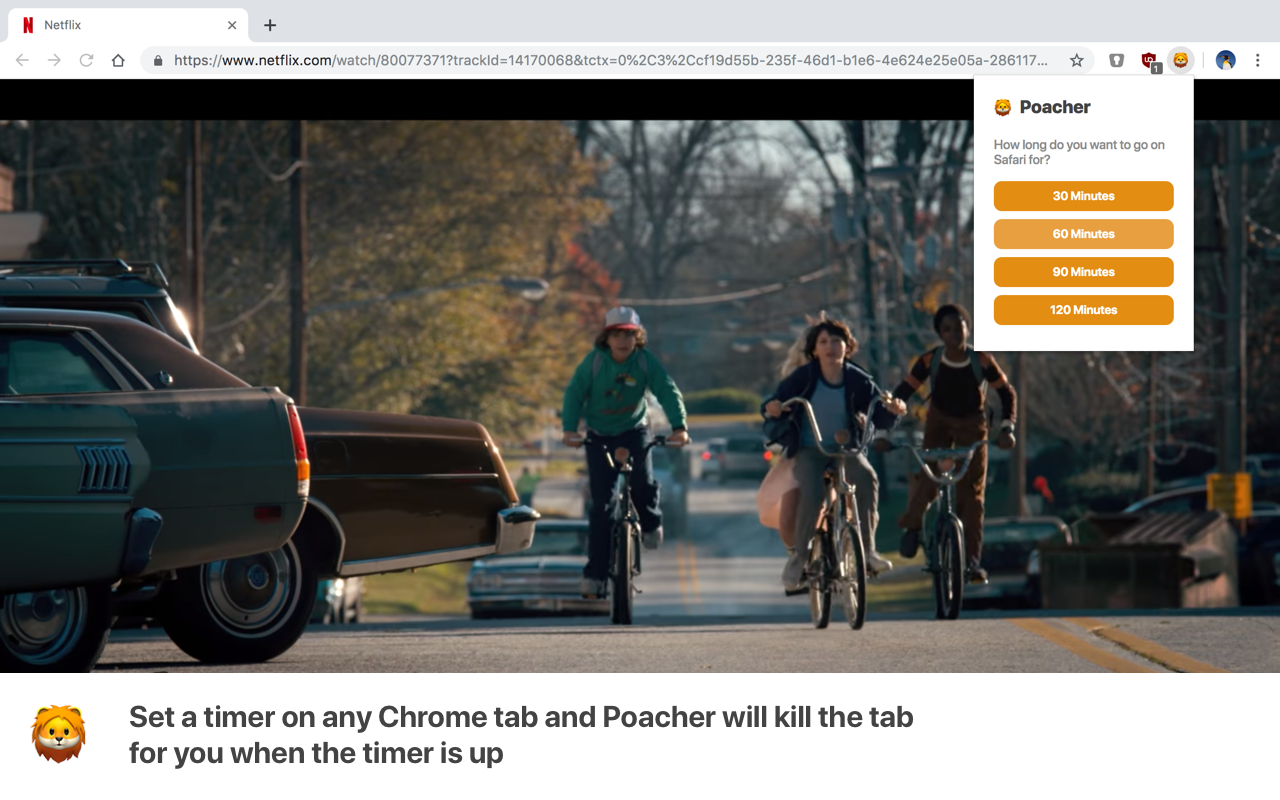 Netflix
https://www.netflix.com/watch/80077371?trackId=14170068&tctx=0%2C3%2Ccf19d55b-235f-46d1-b1e6-4e624e25e05a-286117...
1
Poacher
How long do you want to go on
Safari for?
30 Minutes
60 Minutes
90 Minutes
120 Minutes
Set a timer on any Chrome tab and Poacher will kill the tab
for you when the timer is up